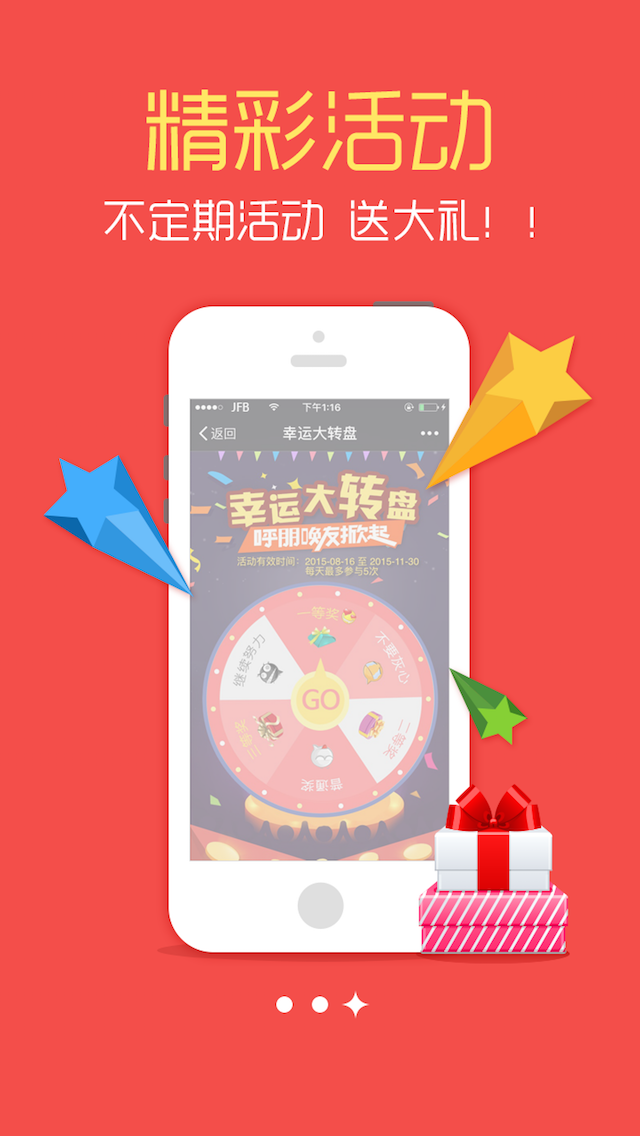 精彩活动
不定期活动 送大礼！！
JFB 下午1:16
返回 幸运大转盘
幸运大转盘
呼朋唤友掀起
活动有效时间：2015-08-16 至 2015-11-30
每天最多参与5次
一等奖
继续努力
不要灰心
GO
三等奖
二等奖
普通奖